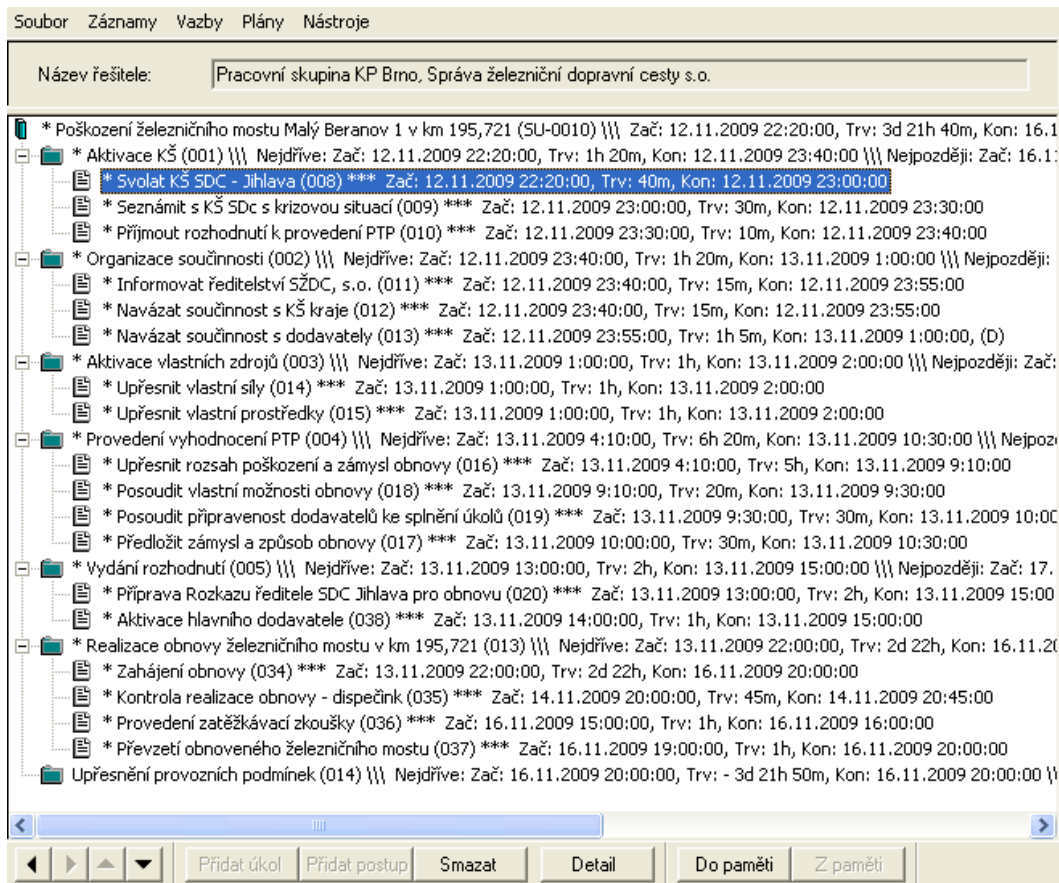 Soubor Záznamy Vazby Plány Nástroje
Název řešitele: Pracovní skupina KP Brno, Správa železniční dopravní cesty s.o.
* Poškození železničního mostu Malý Beranov 1 v km 195,721 (SU-0010) \\\ Zač: 12.11.2009 22:20:00, Trv: 3d 21h 40m, Kon: 16.1
* Aktivace KŠ (001) \\\ Nejdříve: Zač: 12.11.2009 22:20:00, Trv: 1h 20m, Kon: 12.11.2009 23:40:00 \\\ Nejpozději: Zač: 16.1
* Svolat KŠ SDC - Jihlava (008) *** Zač: 12.11.2009 22:20:00, Trv: 40m, Kon: 12.11.2009 23:00:00
* Seznámit s KŠ SDc s krizovou situací (009) *** Zač: 12.11.2009 23:00:00, Trv: 30m, Kon: 12.11.2009 23:30:00
* Příjmout rozhodnutí k provedení PTP (010) *** Zač: 12.11.2009 23:30:00, Trv: 10m, Kon: 12.11.2009 23:40:00
* Organizace součinnosti (002) \\\ Nejdříve: Zač: 12.11.2009 23:40:00, Trv: 1h 20m, Kon: 13.11.2009 1:00:00 \\\ Nejpozději:
* Informovat ředitelství SŽDC, s.o. (011) *** Zač: 12.11.2009 23:40:00, Trv: 15m, Kon: 12.11.2009 23:55:00
* Navázat součinnost s KŠ kraje (012) *** Zač: 12.11.2009 23:40:00, Trv: 15m, Kon: 12.11.2009 23:55:00
* Navázat součinnost s dodavately (013) *** Zač: 12.11.2009 23:55:00, Trv: 1h 5m, Kon: 13.11.2009 1:00:00, (D)
* Aktivace vlastních zdrojů (003) \\\ Nejdříve: Zač: 13.11.2009 1:00:00, Trv: 1h, Kon: 13.11.2009 2:00:00 \\\ Nejpozději: Zač:
* Upřesnit vlastní síly (014) *** Zač: 13.11.2009 1:00:00, Trv: 1h, Kon: 13.11.2009 2:00:00
* Upřesnit vlastní prostředky (015) *** Zač: 13.11.2009 1:00:00, Trv: 1h, Kon: 13.11.2009 2:00:00
* Provedení vyhodnocení PTP (004) \\\ Nejdříve: Zač: 13.11.2009 4:10:00, Trv: 6h 20m, Kon: 13.11.2009 10:30:00 \\\ Nejpoz
* Upřesnit rozsah poškození a zámysl obnovy (016) *** Zač: 13.11.2009 4:10:00, Trv: 5h, Kon: 13.11.2009 9:10:00
* Posoudit vlastní možnosti obnovy (018) *** Zač: 13.11.2009 9:10:00, Trv: 20m, Kon: 13.11.2009 9:30:00
* Posoudit připravenost dodavatelů ke splnění úkolů (019) *** Zač: 13.11.2009 9:30:00, Trv: 30m, Kon: 13.11.2009 10:00
* Předložit zámysl a způsob obnovy (017) *** Zač: 13.11.2009 10:00:00, Trv: 30m, Kon: 13.11.2009 10:30:00
* Vydání rozhodnutí (005) \\\ Nejdříve: Zač: 13.11.2009 13:00:00, Trv: 2h, Kon: 13.11.2009 15:00:00 \\\ Nejpozději: Zač: 17.
* Příprava Rozkazu ředitele SDC Jihlava pro obnovu (020) *** Zač: 13.11.2009 13:00:00, Trv: 2h, Kon: 13.11.2009 15:00
* Aktivace hlavního dodavatele (038) *** Zač: 13.11.2009 14:00:00, Trv: 1h, Kon: 13.11.2009 15:00:00
* Realizace obnovy železničního mostu v km 195,721 (013) \\\ Nejdříve: Zač: 13.11.2009 22:00:00, Trv: 2d 22h, Kon: 16.11.20
* Zahájení obnovy (034) *** Zač: 13.11.2009 22:00:00, Trv: 2d 22h, Kon: 16.11.2009 20:00:00
* Kontrola realizace obnovy - dispečink (035) *** Zač: 14.11.2009 20:00:00, Trv: 45m, Kon: 14.11.2009 20:45:00
* Provedení zatěžkávací zkoušky (036) *** Zač: 16.11.2009 15:00:00, Trv: 1h, Kon: 16.11.2009 16:00:00
* Převzetí obnoveného železničního mostu (037) *** Zač: 16.11.2009 19:00:00, Trv: 1h, Kon: 16.11.2009 20:00:00
Upřesnění provozních podmínek (014) \\\ Nejdříve: Zač: 16.11.2009 20:00:00, Trv: - 3d 21h 50m, Kon: 16.11.2009 20:00:00 \\
Přidat úkol Přidat postup Smazat Detail Do paměti Z paměti